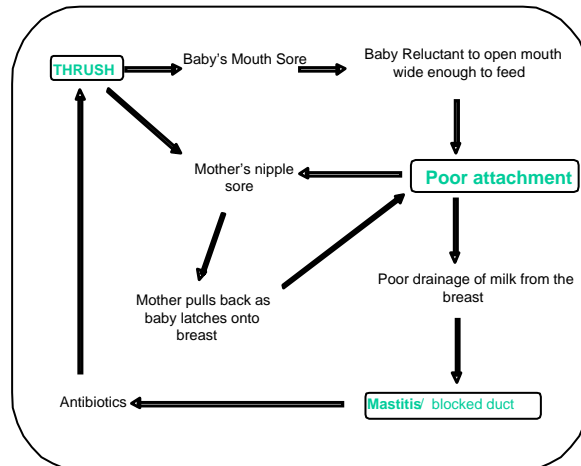 THRUSH
Baby's Mouth Sore
Baby Reluctant to open mouth
wide enough to feed
Mother's nipple
sore
Poor attachment
Mother pulls back as
baby latches onto
breast
Poor drainage of milk from the
breast
Antibiotics
Mastitis/ blocked duct